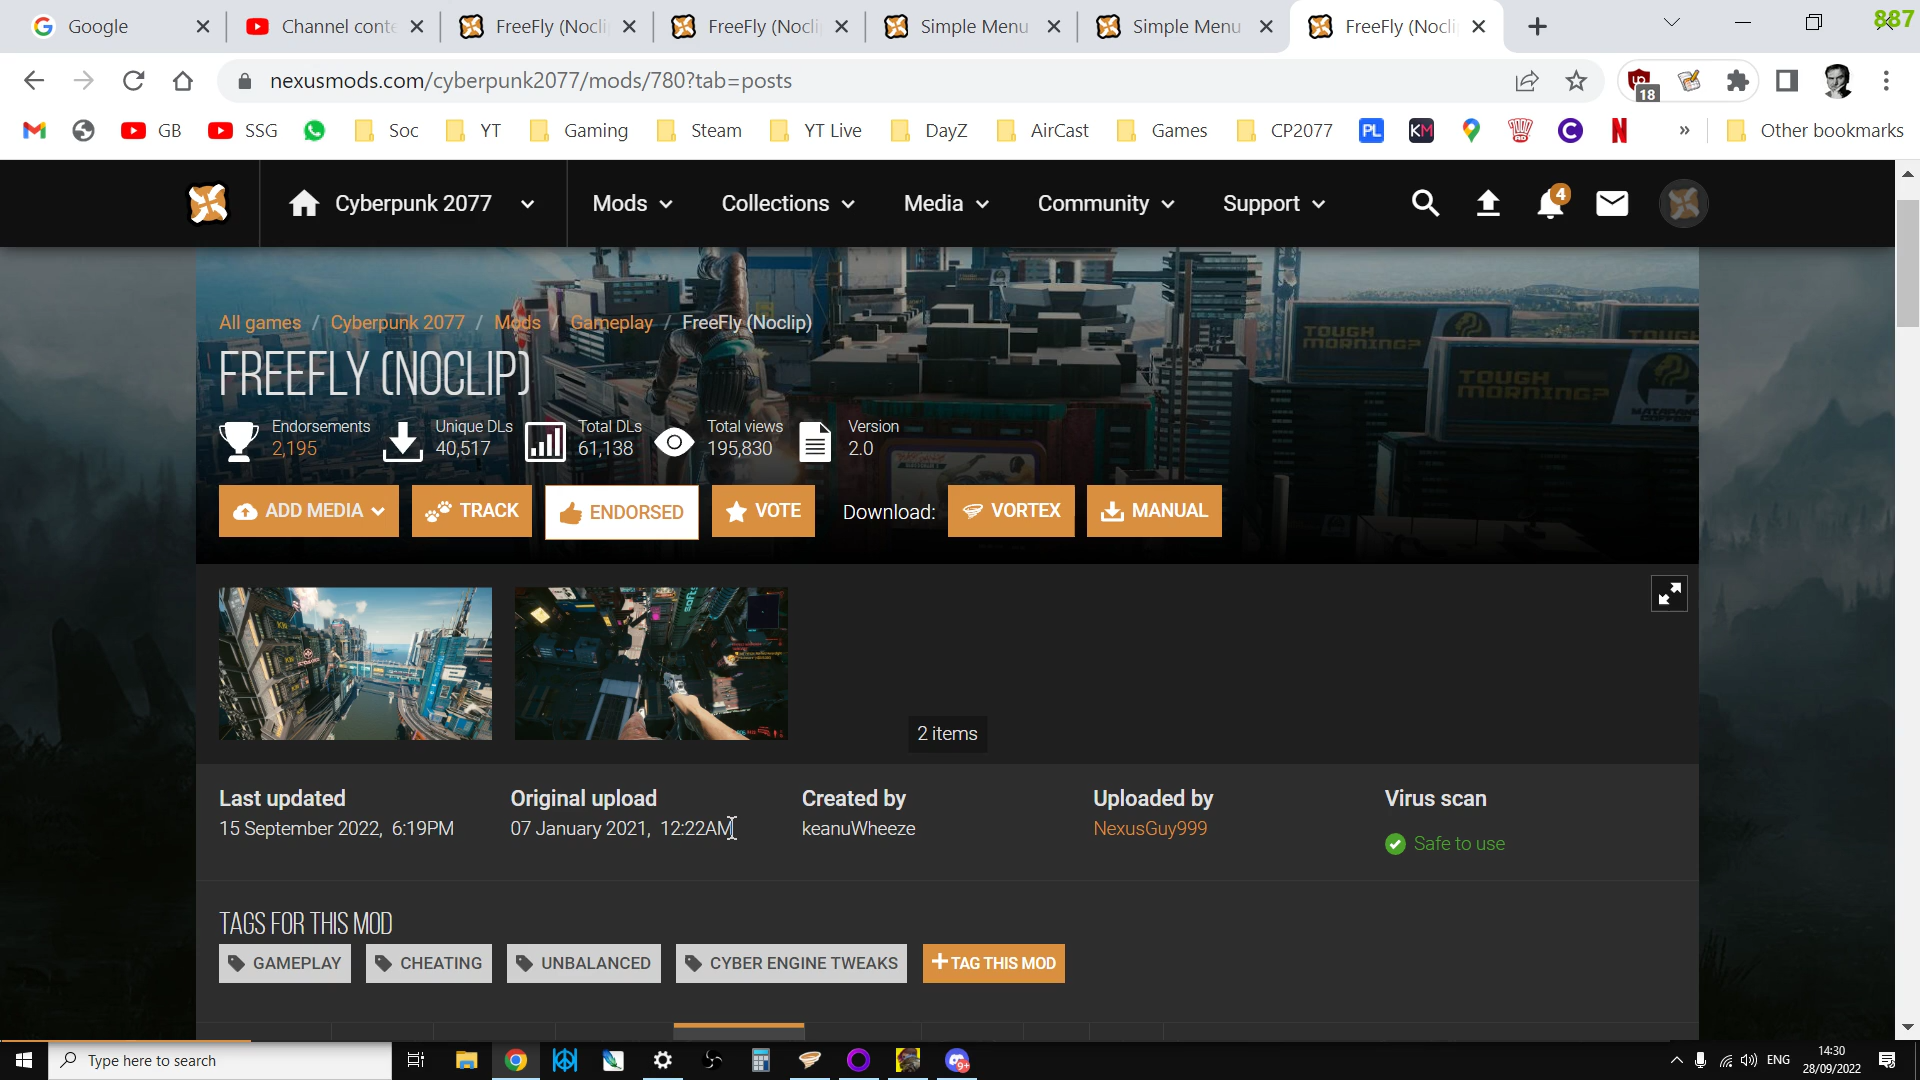 Google
Channel conte
FreeFly (Nocli
FreeFly (Nocli
Simple Menu
Simple Menu
FreeFly (Nocli
887
nexusmods.com/cyberpunk2077/mods/780?tab=posts
18
GB
SSG
Soc
YT
Gaming
Steam
YT Live
DayZ
AirCast
Games
CP2077
PL
KM
»
Other bookmarks
Cyberpunk 2077
Mods
Collections
Media
Community
Support
4
All games / Cyberpunk 2077 / Mods / Gameplay / FreeFly (Noclip)
FREEFLY (NOCLIP)
Endorsements
2,195
Unique DLs
40,517
Total DLs
61,138
Total views
195,830
Version
2.0
ADD MEDIA
TRACK
ENDORSED
VOTE
Download:
VORTEX
MANUAL
TOUGH
MORNING?
TOUGH
MORNING?
2 items
Last updated
15 September 2022, 6:19PM
Original upload
07 January 2021, 12:22AM
Created by
keanuWheeze
Uploaded by
NexusGuy999
Virus scan
Safe to use
TAGS FOR THIS MOD
GAMEPLAY
CHEATING
UNBALANCED
CYBER ENGINE TWEAKS
TAG THIS MOD
Type here to search
9+
ENG
14:30
28/09/2022